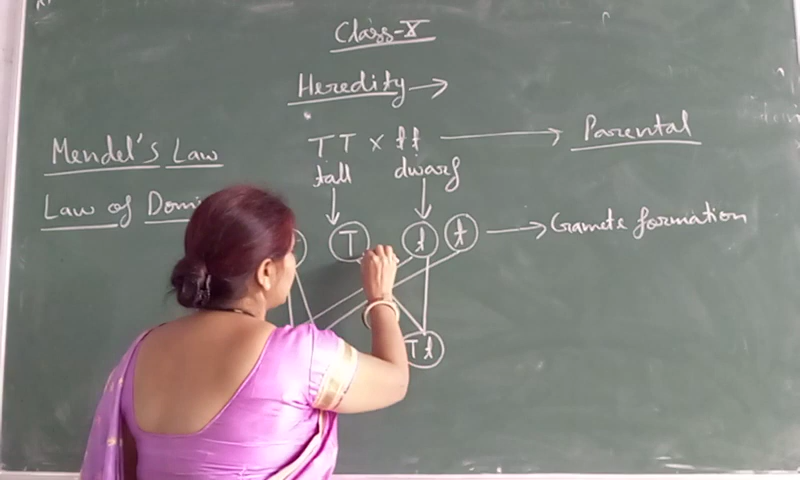 Class-X
Heredity →
Mendel's Law
TT × tt → Parental
tall dwarf
Law of Domi
T t t → Gamete formation
Tt